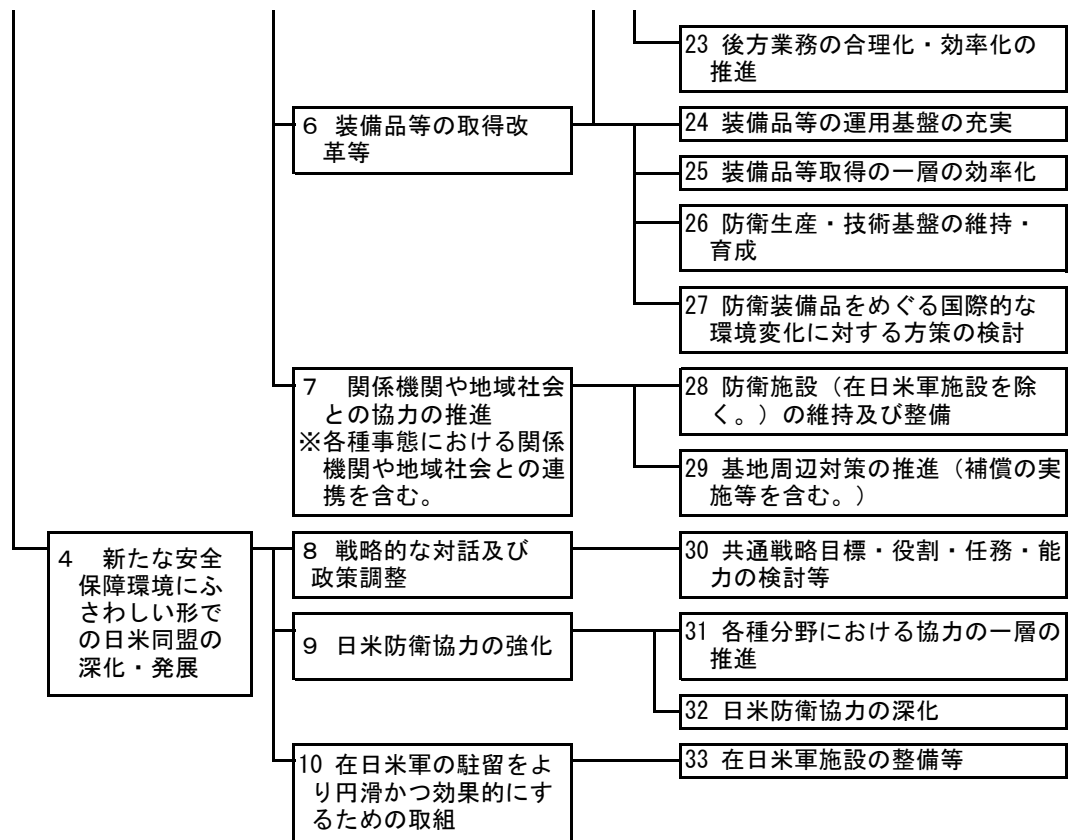 23 後方業務の合理化・効率化の
推進
6 装備品等の取得改
革等
24 装備品等の運用基盤の充実
25 装備品等取得の一層の効率化
26 防衛生産・技術基盤の維持・
育成
27 防衛装備品をめぐる国際的な
環境変化に対する方策の検討
7 関係機関や地域社会
との協力の推進
※各種事態における関係
機関や地域社会との連
携を含む。
28 防衛施設(在日米軍施設を除
く。)の維持及び整備
29 基地周辺対策の推進(補償の実
施等を含む。)
4 新たな安全
保障環境にふ
さわしい形で
の日米同盟の
深化・発展
8 戦略的な対話及び
政策調整
30 共通戦略目標・役割・任務・能
力の検討等
9 日米防衛協力の強化
31 各種分野における協力の一層の
推進
32 日米防衛協力の深化
10 在日米軍の駐留をよ
り円滑かつ効果的にす
るための取組
33 在日米軍施設の整備等